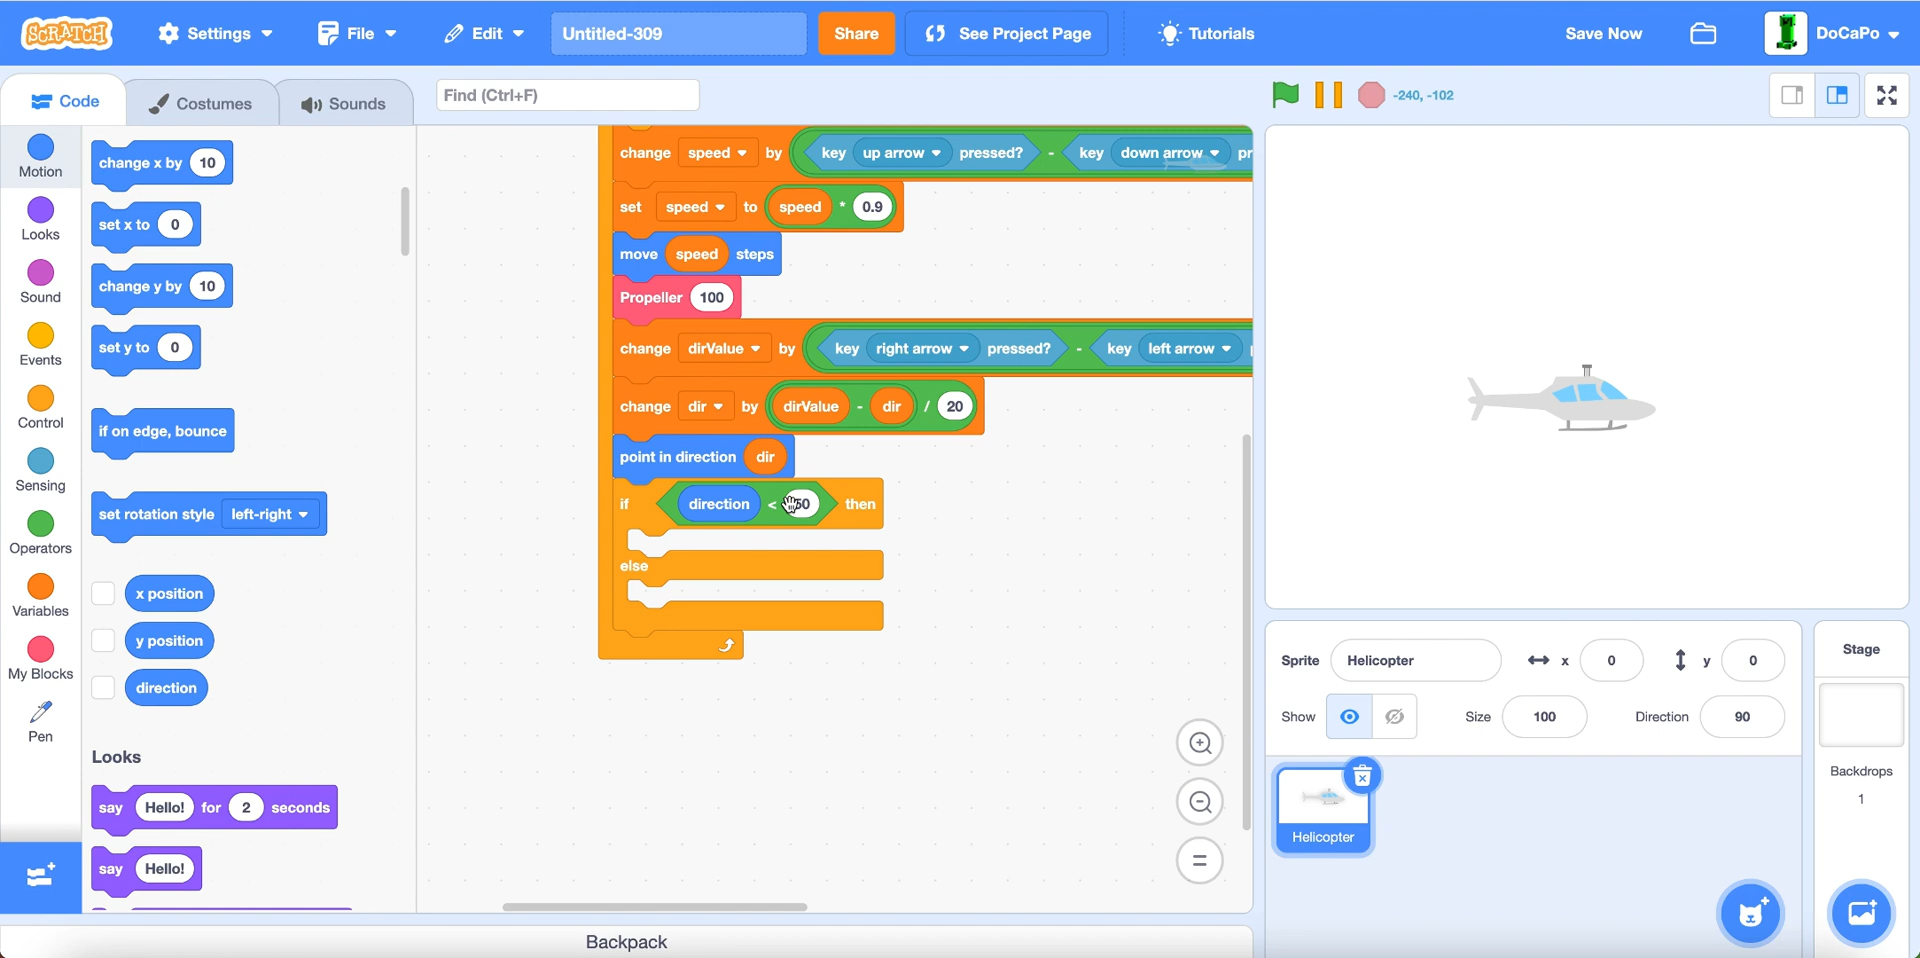 SCRATCH Settings File Edit Untitled-309 Share See Project Page Tutorials Save Now DoCaPo
Code Costumes Sounds Find (Ctrl+F) -240, -102
Motion
Looks
Sound
Events
Control
Sensing
Operators
Variables
My Blocks
Pen
change x by 10
set x to 0
change y by 10
set y to 0
if on edge, bounce
set rotation style left-right
x position
y position
direction
Looks
say Hello! for 2 seconds
say Hello!
change speed by key up arrow pressed? - key down arrow pr
set speed to speed * 0.9
move speed steps
Propeller 100
change dirValue by key right arrow pressed? - key left arrow
change dir by dirValue - dir / 20
point in direction dir
if direction < 50 then
else
Backpack
Sprite Helicopter x 0 y 0
Show Size 100 Direction 90
Helicopter
Stage
Backdrops
1